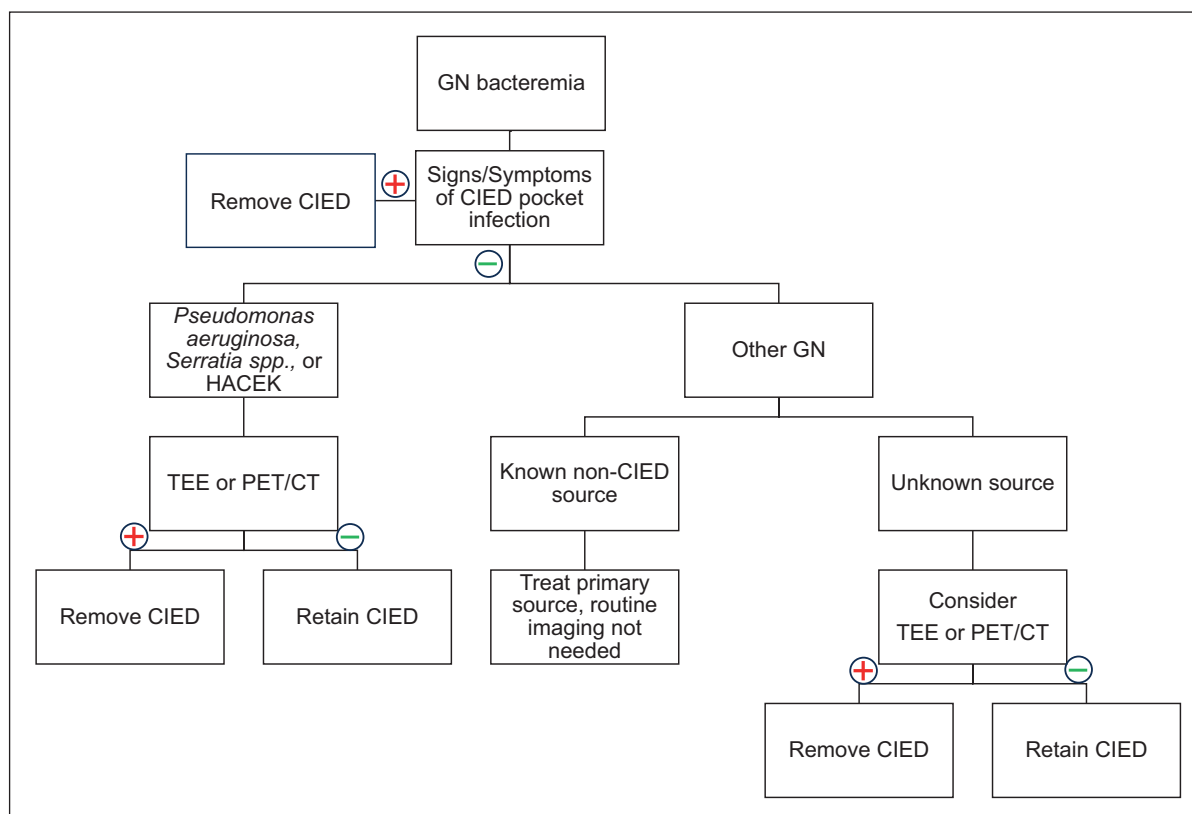 GN bacteremia
Remove CIED
+
Signs/Symptoms
of CIED pocket
infection
−
Pseudomonas
aeruginosa,
Serratia spp., or
HACEK
Other GN
TEE or PET/CT
Known non-CIED
source
Unknown source
+
−
Remove CIED
Retain CIED
Treat primary
source, routine
imaging not
needed
Consider
TEE or PET/CT
+
−
Remove CIED
Retain CIED